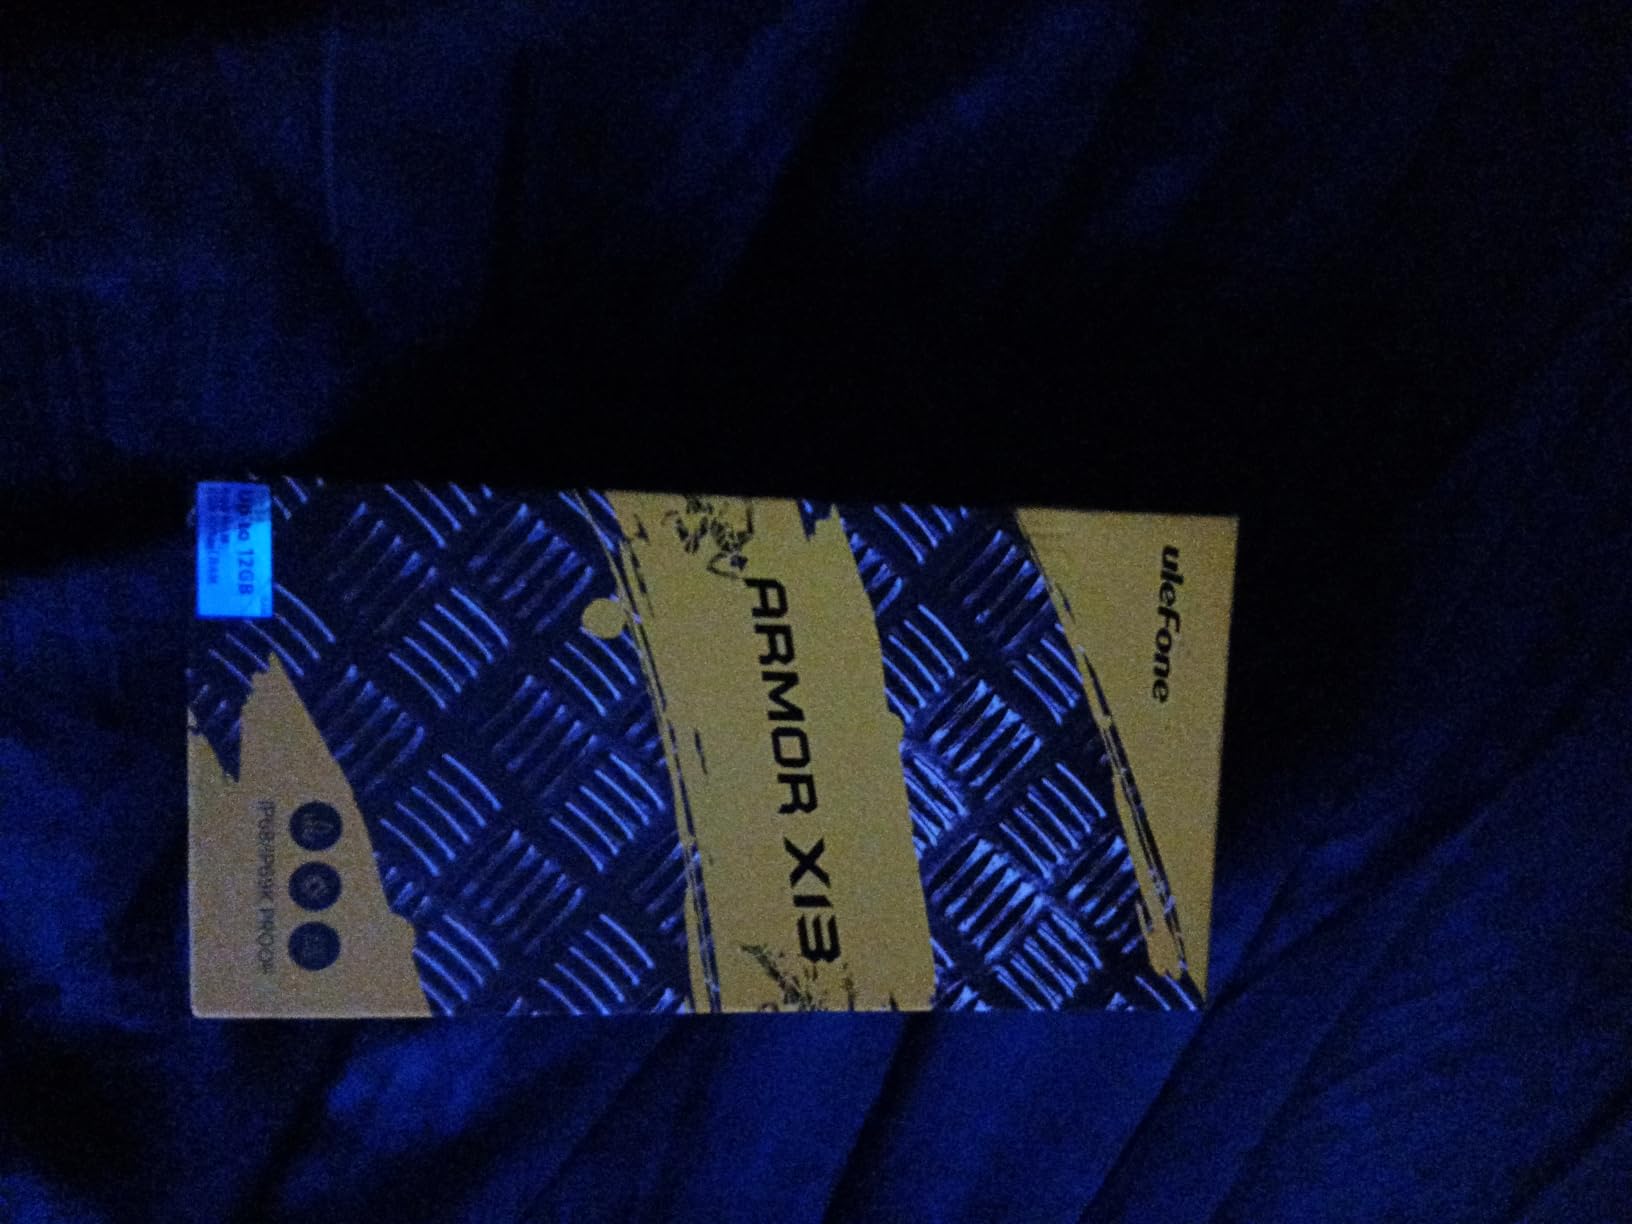 uleFone
ARMOR X13
IP68/IP69K PROOF
Up to 12GB